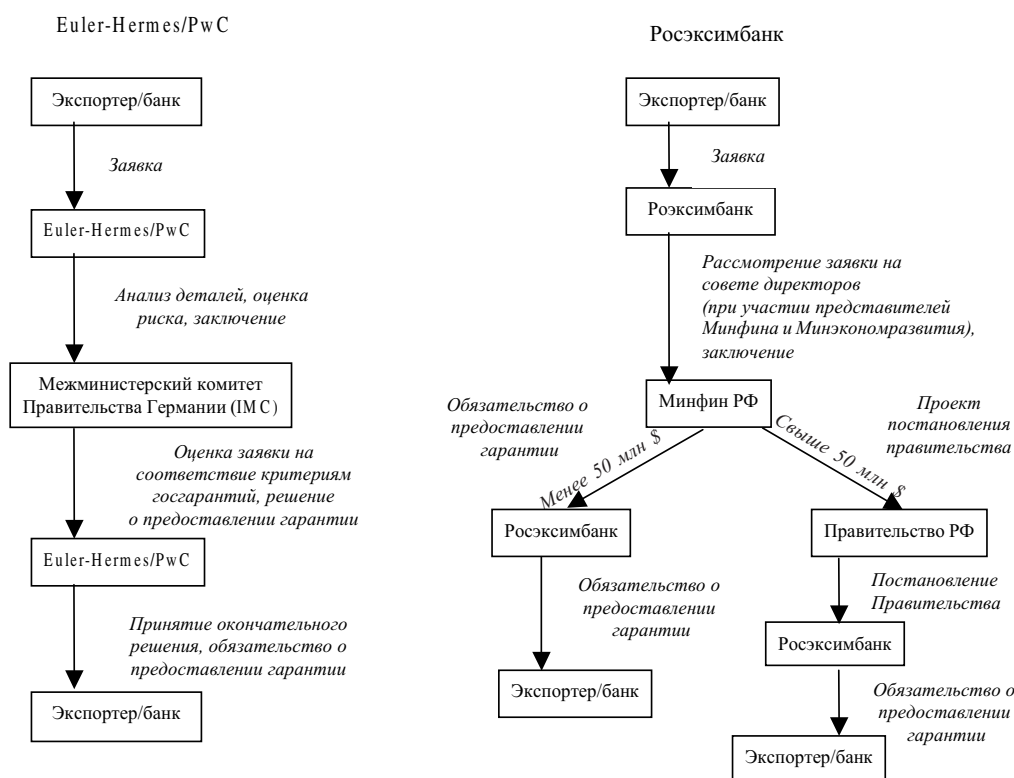 Euler-Hermes/PwC
Экспортер/банк
Заявка
Euler-Hermes/PwC
Анализ деталей, оценка
риска, заключение
Межминистерский комитет
Правительства Германии (IMC)
Оценка заявки на
соответствие критериям
госгарантий, решение
о предоставлении гарантии
Euler-Hermes/PwC
Принятие окончательного
решения, обязательство о
предоставлении гарантии
Экспортер/банк
Росэксимбанк
Экспортер/банк
Заявка
Роэксимбанк
Рассмотрение заявки на
совете директоров
(при участии представителей
Минфина и Минэкономразвития),
заключение
Минфин РФ
Обязательство о
предоставлении
гарантии
Менее 50 млн $
Росэксимбанк
Обязательство о
предоставлении
гарантии
Экспортер/банк
Свыше 50 млн $
Проект
постановления
правительства
Правительство РФ
Постановление
Правительства
Росэксимбанк
Обязательство о
предоставлении
гарантии
Экспортер/банк